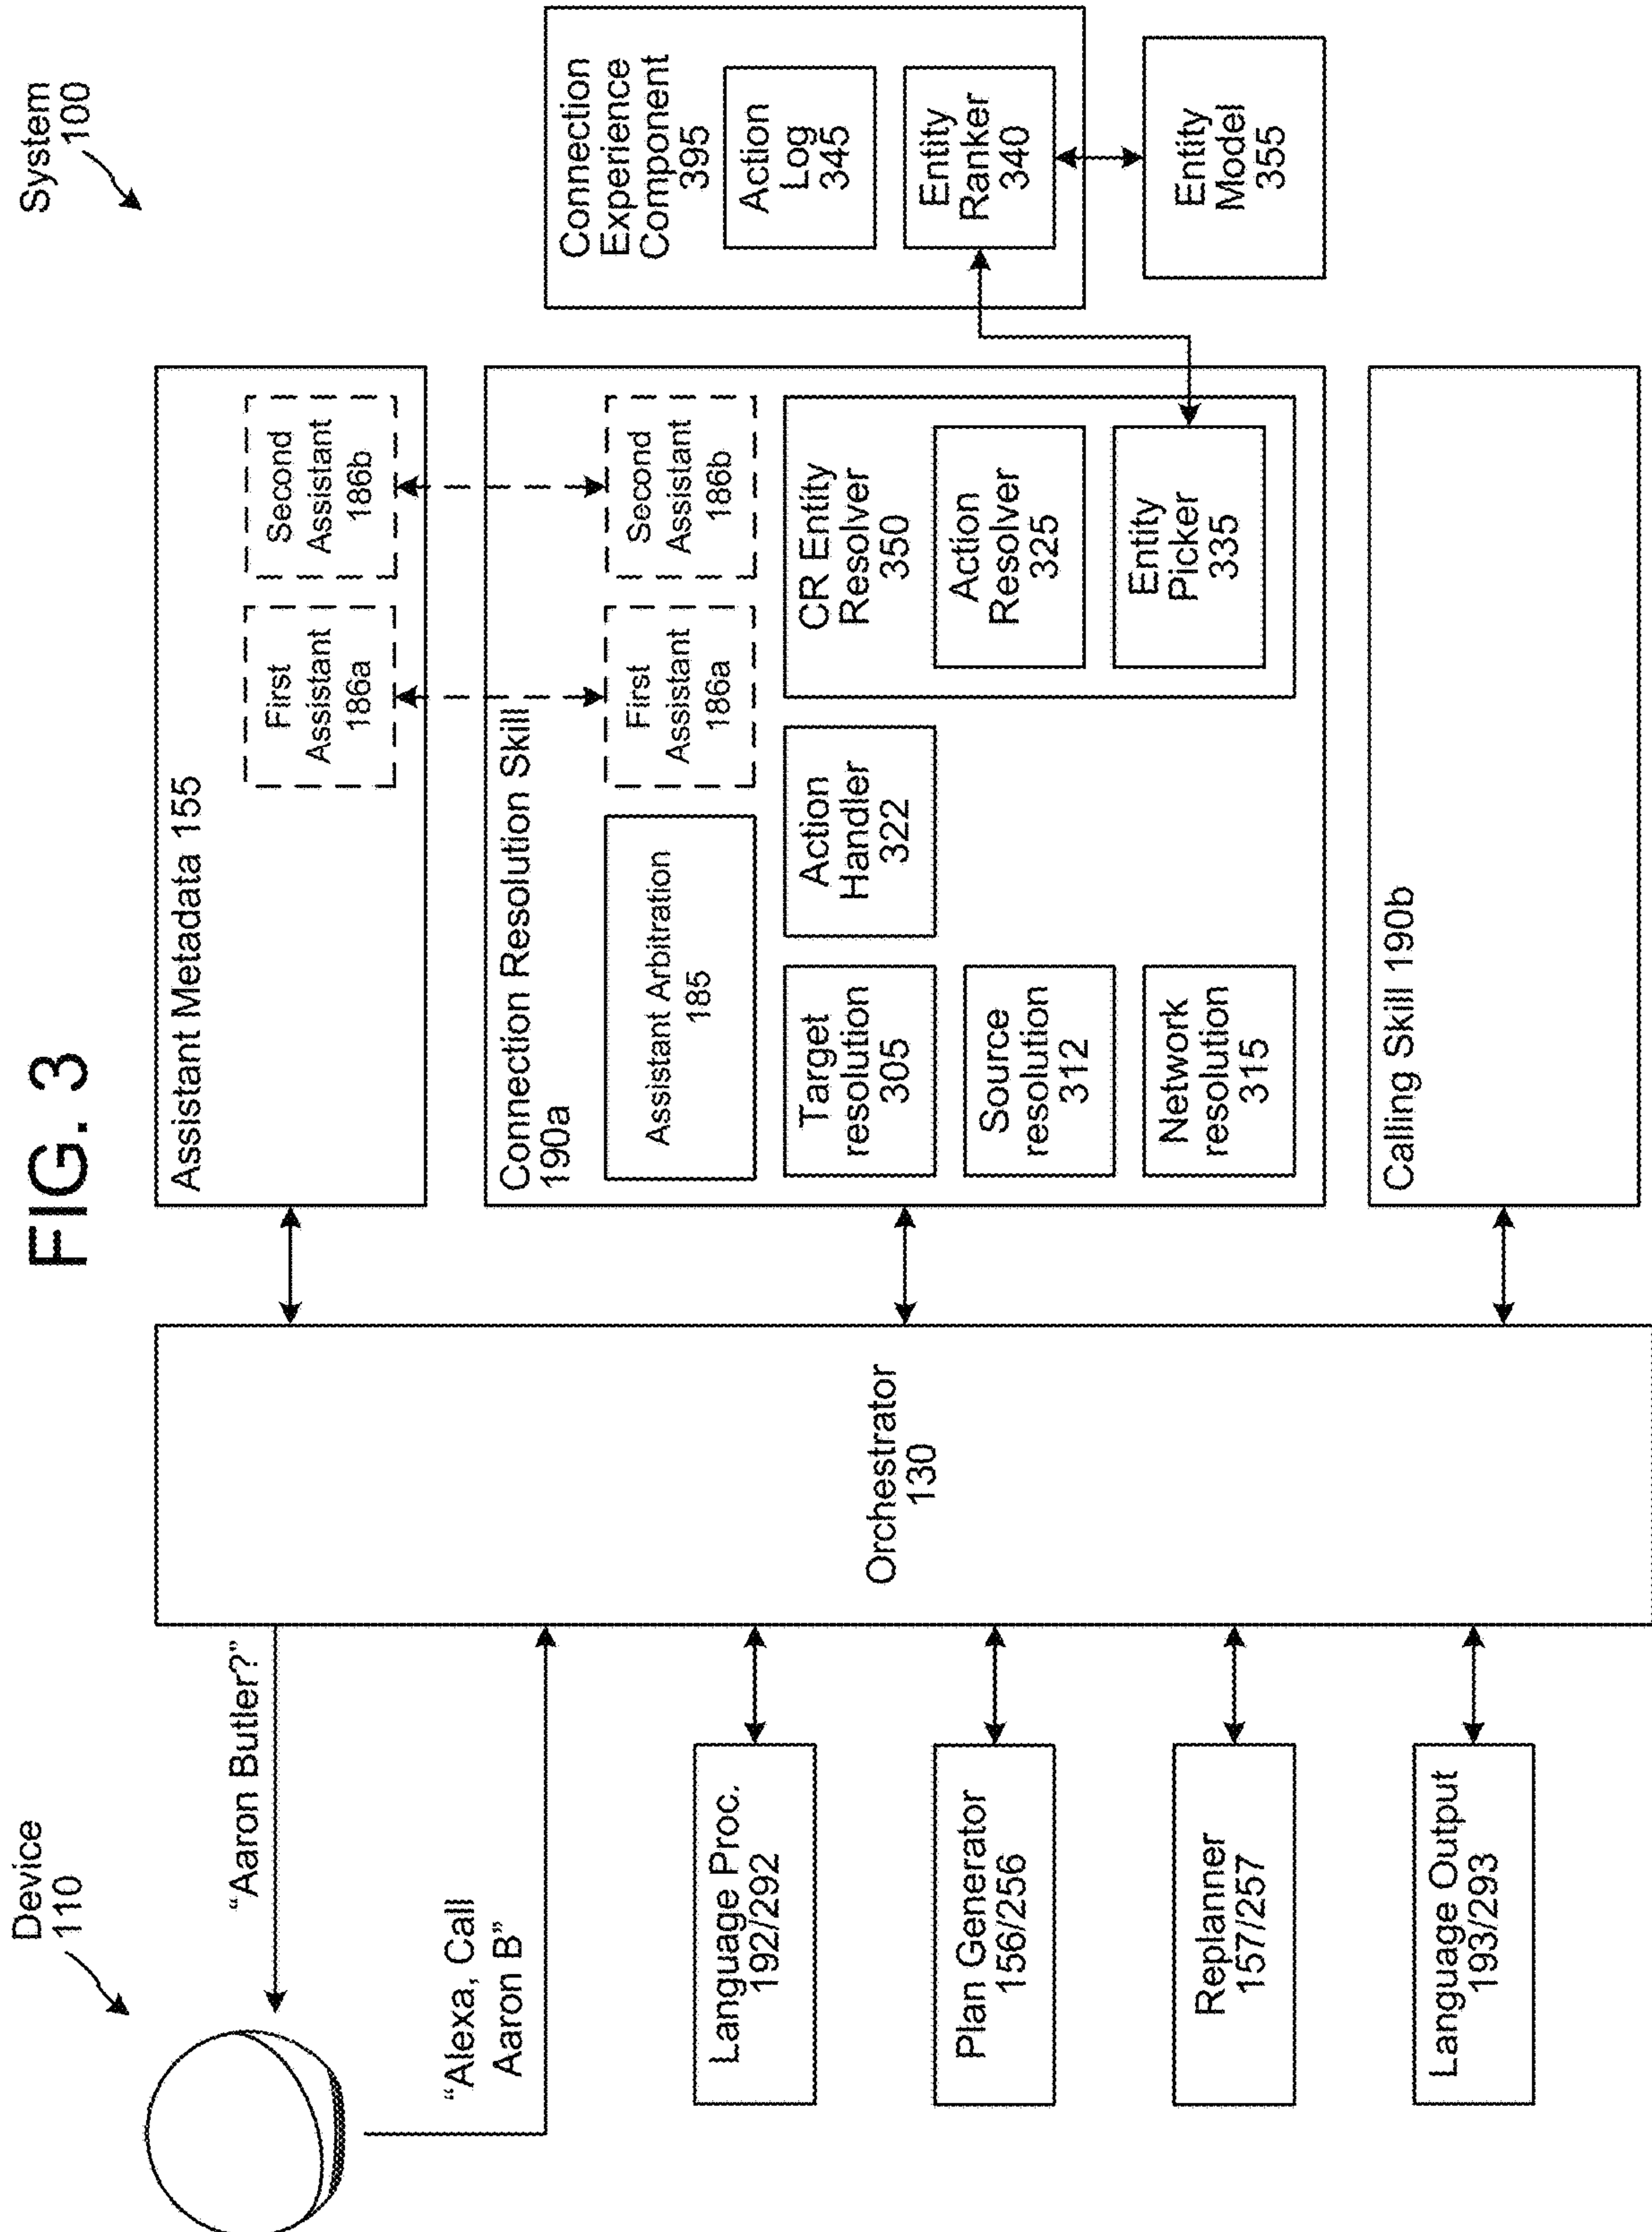 FIG. 3
System
100
Device
110
“Aaron Butler?”
“Alexa, Call
Aaron B”
Language Proc.
192/292
Plan Generator
156/256
Replanner
157/257
Language Output
193/293
Orchestrator
130
Assistant Metadata 155
First
Assistant
186a
Second
Assistant
186b
Connection Resolution Skill
190a
Assistant Arbitration
185
First
Assistant
186a
Second
Assistant
186b
Target
resolution
305
Source
resolution
312
Network
resolution
315
Action
Handler
322
CR Entity
Resolver
350
Action
Resolver
325
Entity
Picker
335
Calling Skill 190b
Connection
Experience
Component
395
Action
Log
345
Entity
Ranker
340
Entity
Model
355